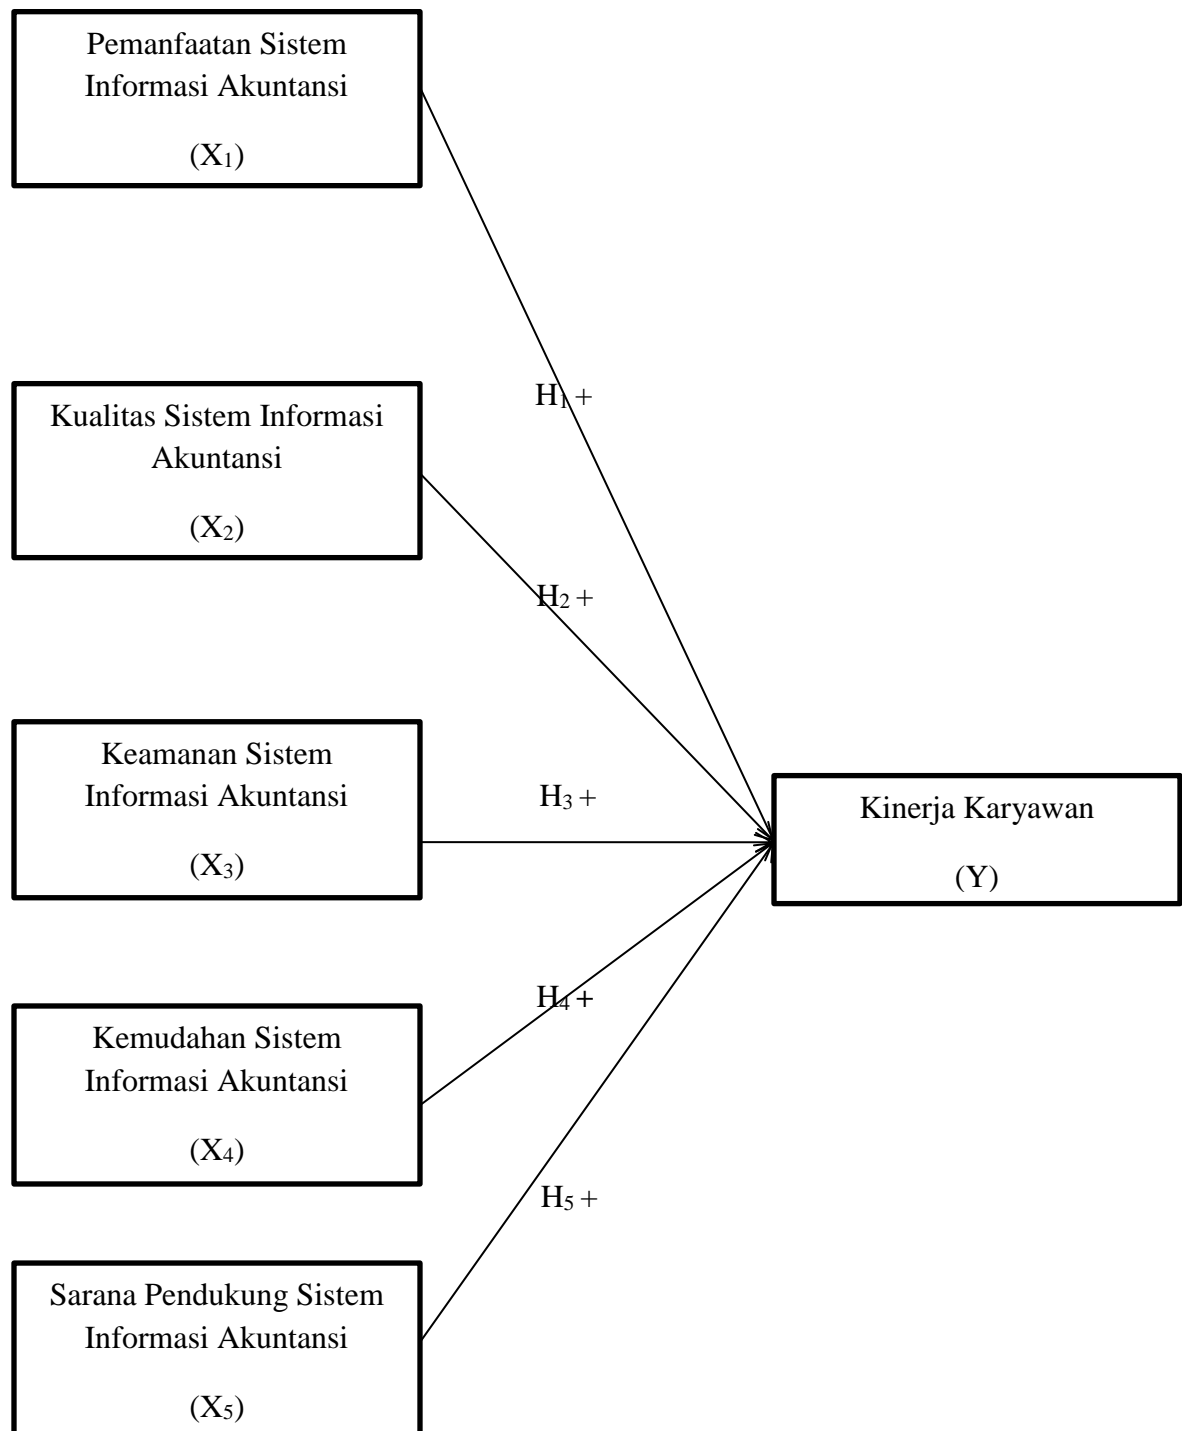 Pemanfaatan Sistem
Informasi Akuntansi
(X₁)
H₁ +
Kualitas Sistem Informasi
Akuntansi
(X₂)
H₂ +
Keamanan Sistem
Informasi Akuntansi
(X₃)
H₃ +
Kinerja Karyawan
(Y)
H₄ +
Kemudahan Sistem
Informasi Akuntansi
(X₄)
H₅ +
Sarana Pendukung Sistem
Informasi Akuntansi
(X₅)